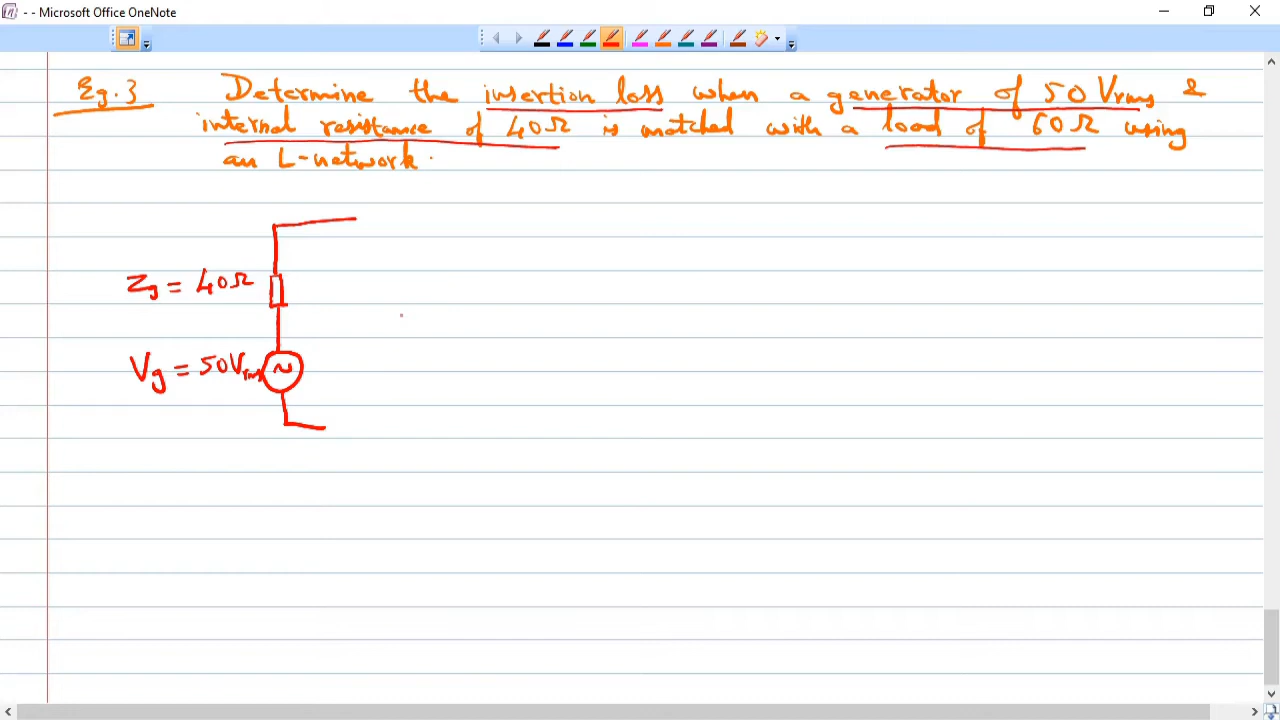 - - Microsoft Office OneNote
Eg. 3 Determine the insertion loss when a generator of 50 Vrms &
internal resistance of 40Ω is matched with a load of 60Ω using
an L-network.
Zg = 40Ω
Vg = 50Vrms
~